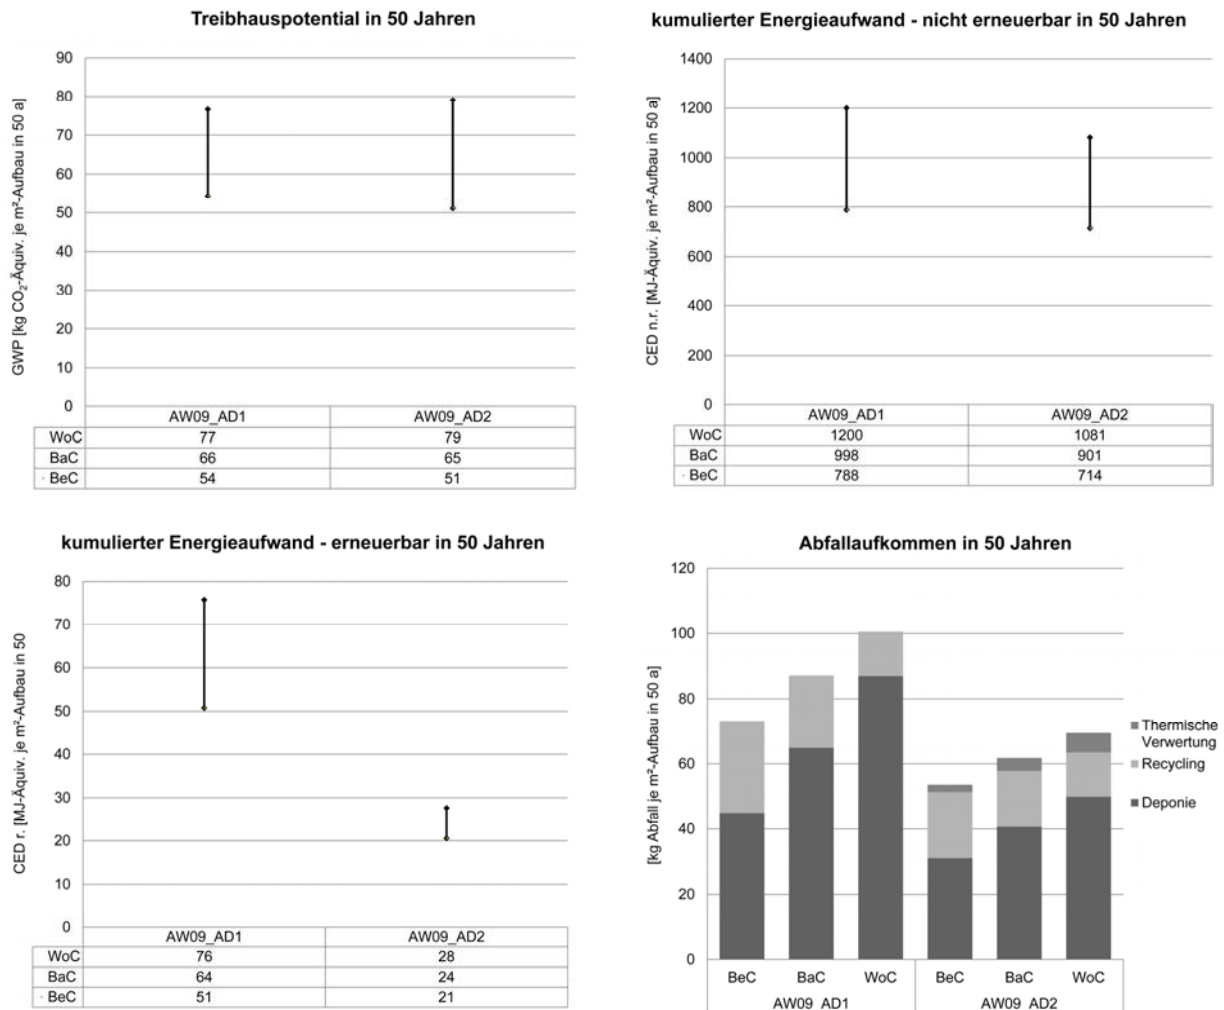 Treibhauspotential in 50 Jahren
GWP [kg CO₂-Äquiv. je m²-Aufbau in 50 a]
90
80
70
60
50
40
30
20
10
0
AW09_AD1 AW09_AD2
WoC 77 79
BaC 66 65
BeC 54 51
kumulierter Energieaufwand - nicht erneuerbar in 50 Jahren
CED n.r. [MJ-Äquiv. je m²-Aufbau in 50 a]
1400
1200
1000
800
600
400
200
0
AW09_AD1 AW09_AD2
WoC 1200 1081
BaC 998 901
BeC 788 714
kumulierter Energieaufwand - erneuerbar in 50 Jahren
CED r. [MJ-Äquiv. je m²-Aufbau in 50
80
70
60
50
40
30
20
10
0
AW09_AD1 AW09_AD2
WoC 76 28
BaC 64 24
BeC 51 21
Abfallaufkommen in 50 Jahren
[kg Abfall je m²-Aufbau in 50 a]
120
100
80
60
40
20
0
BeC BaC WoC BeC BaC WoC
AW09_AD1 AW09_AD2
Thermische
Verwertung
Recycling
Deponie